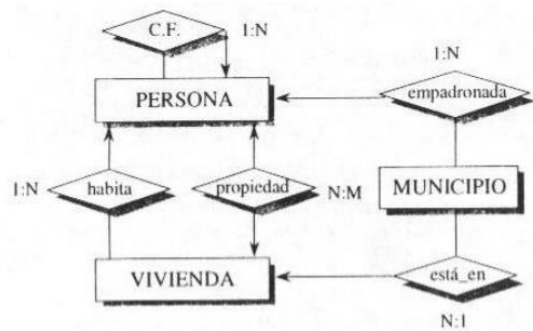 C.F.
1:N
1:N
PERSONA
empadronada
1:N
habita
propiedad
N:M
MUNICIPIO
VIVIENDA
está_en
N:1